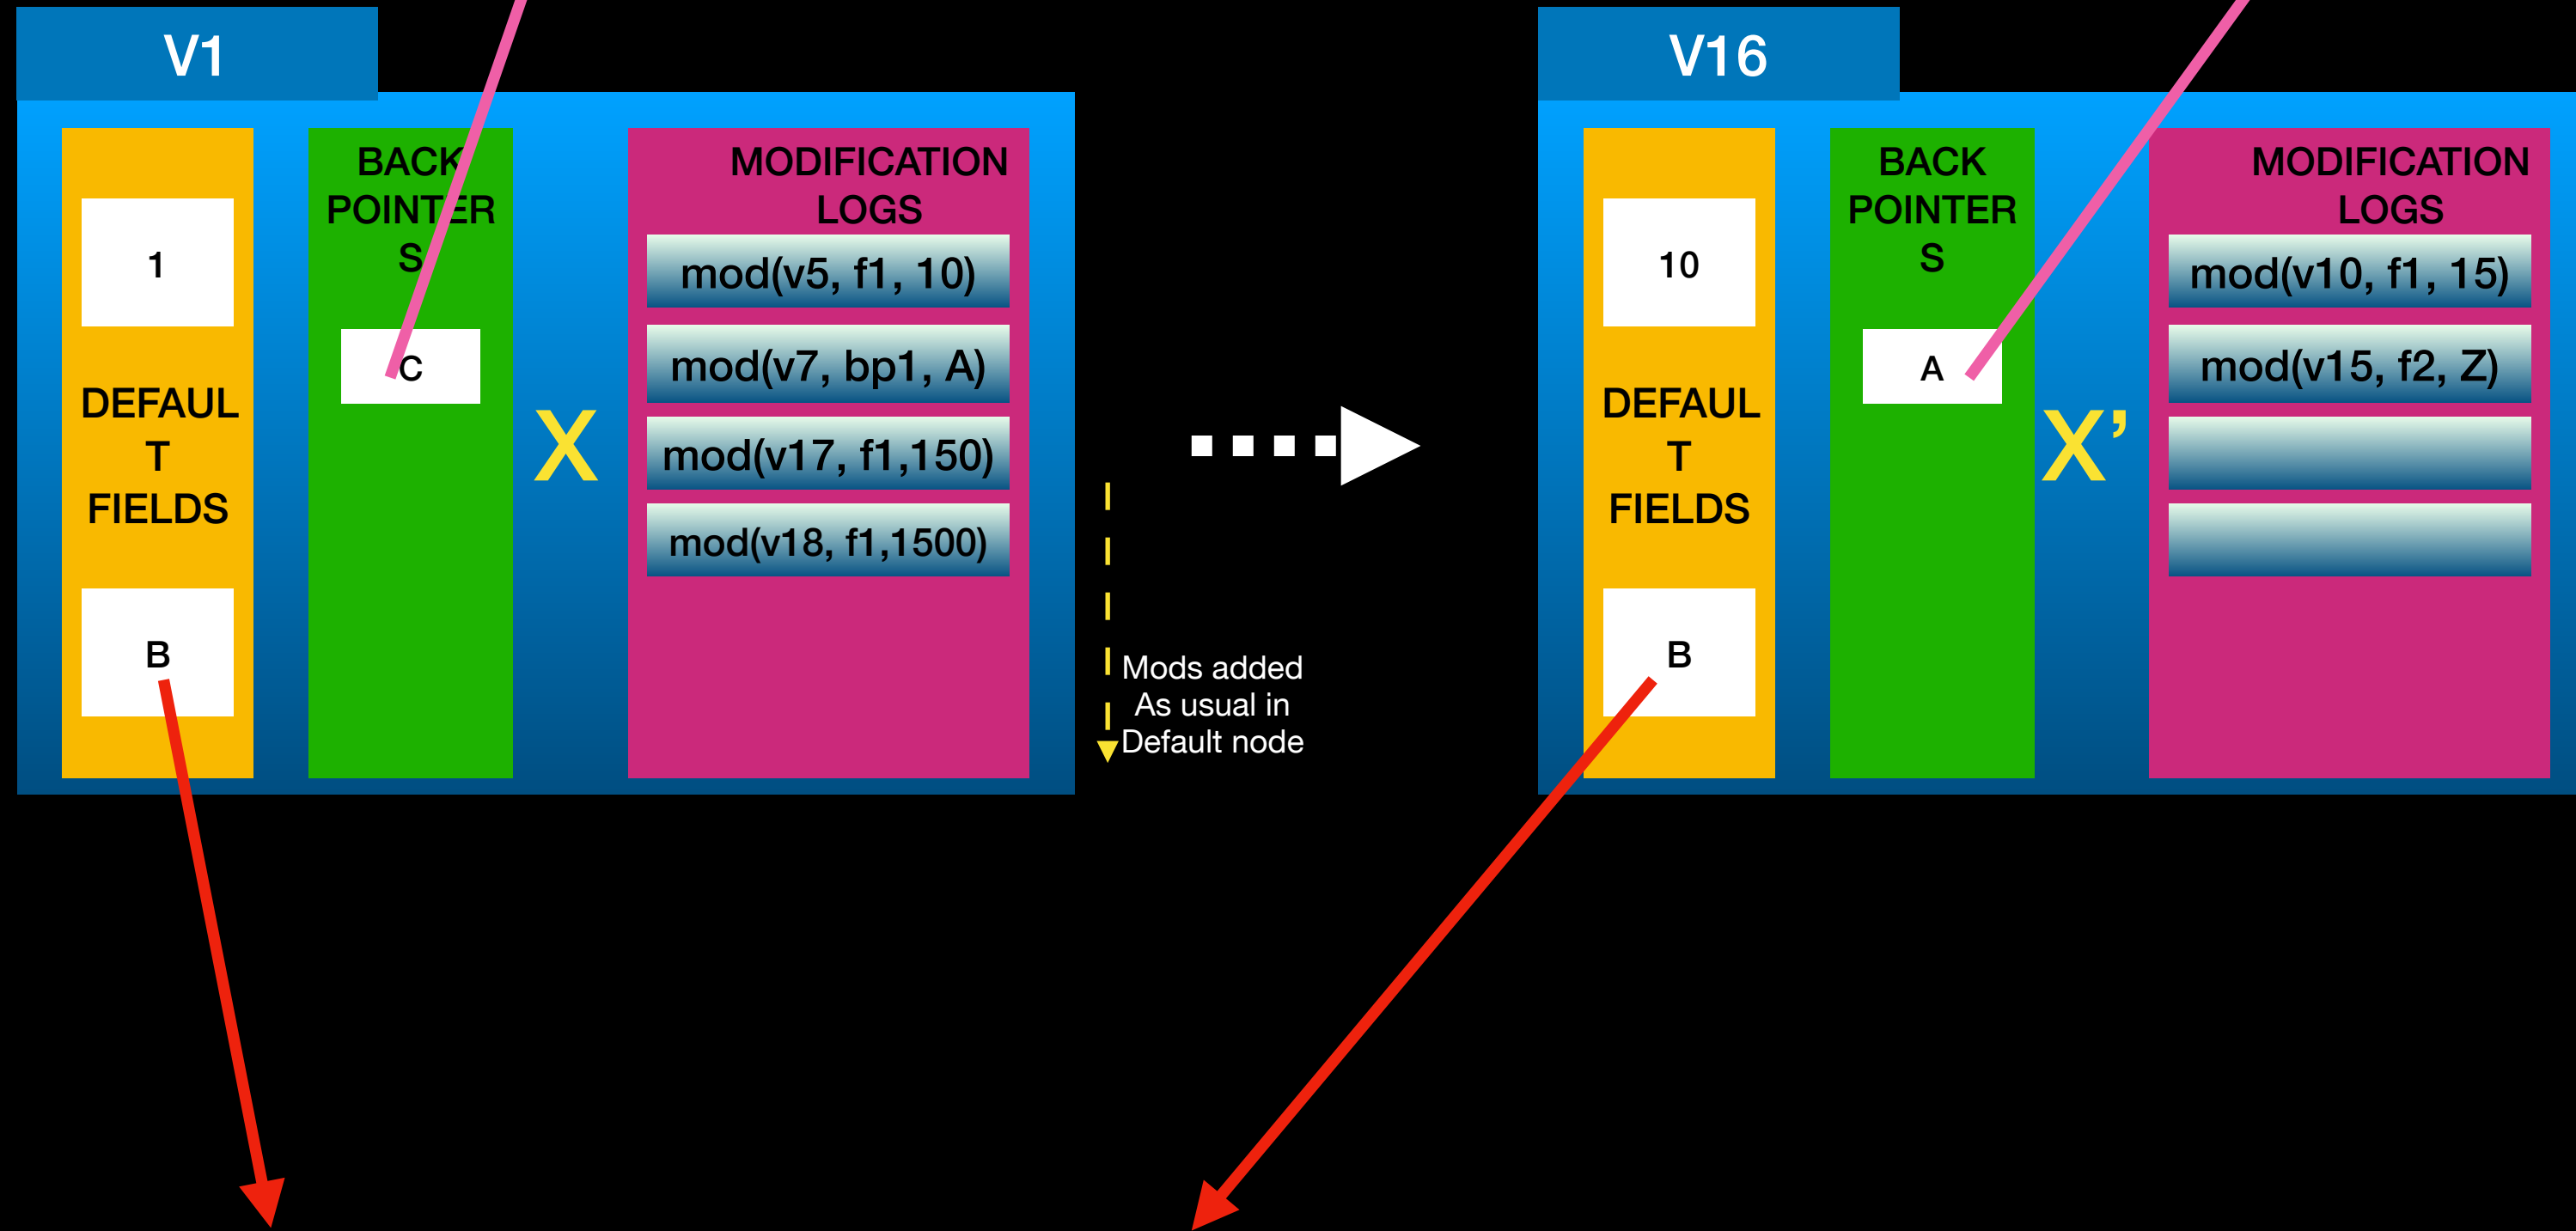 V1
1
DEFAUL
T
FIELDS
B
BACK
POINTER
S
C
X
MODIFICATION
LOGS
mod(v5, f1, 10)
mod(v7, bp1, A)
mod(v17, f1,150)
mod(v18, f1,1500)
Mods added
As usual in
Default node
V16
10
DEFAUL
T
FIELDS
B
BACK
POINTER
S
A
X’
MODIFICATION
LOGS
mod(v10, f1, 15)
mod(v15, f2, Z)